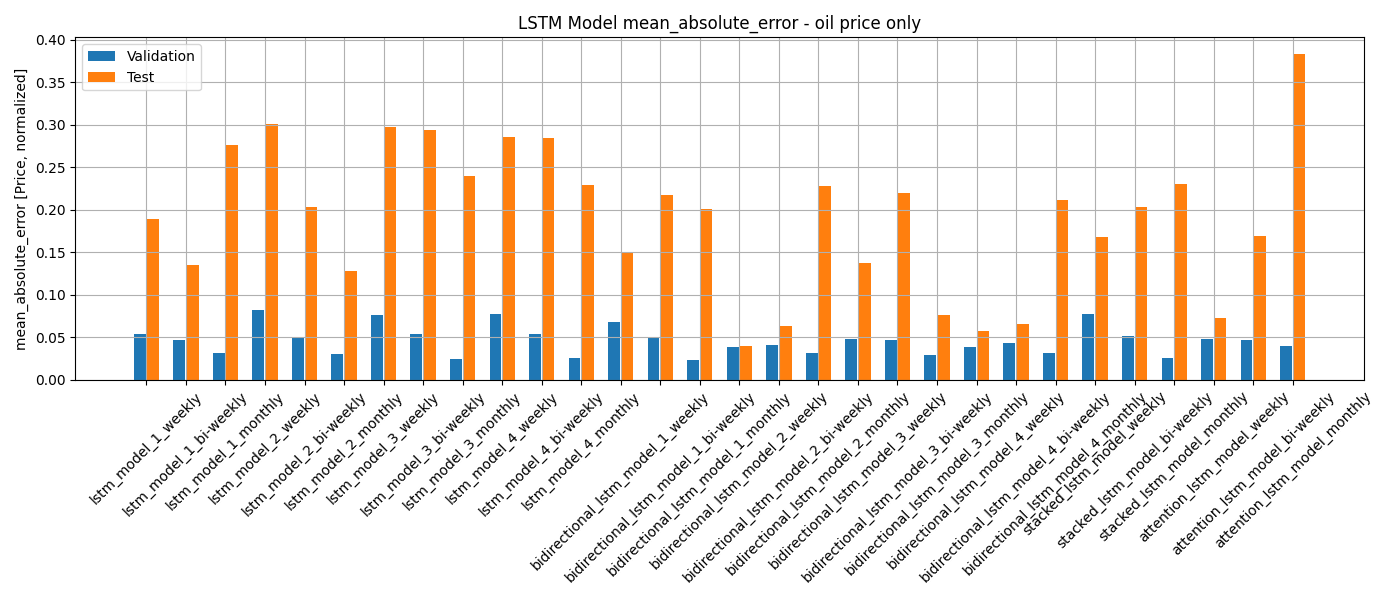 LSTM Model mean_absolute_error - oil price only
mean_absolute_error [Price, normalized]
0.40
0.35
0.30
0.25
0.20
0.15
0.10
0.05
0.00
Validation
Test
lstm_model_1_weekly
lstm_model_1_bi-weekly
lstm_model_1_monthly
lstm_model_2_weekly
lstm_model_2_bi-weekly
lstm_model_2_monthly
lstm_model_3_weekly
lstm_model_3_bi-weekly
lstm_model_3_monthly
lstm_model_4_weekly
lstm_model_4_bi-weekly
lstm_model_4_monthly
bidirectional_lstm_model_1_weekly
bidirectional_lstm_model_1_bi-weekly
bidirectional_lstm_model_1_monthly
bidirectional_lstm_model_2_weekly
bidirectional_lstm_model_2_bi-weekly
bidirectional_lstm_model_2_monthly
bidirectional_lstm_model_3_weekly
bidirectional_lstm_model_3_bi-weekly
bidirectional_lstm_model_3_monthly
bidirectional_lstm_model_4_weekly
bidirectional_lstm_model_4_bi-weekly
bidirectional_lstm_model_4_monthly
stacked_lstm_model_weekly
stacked_lstm_model_bi-weekly
stacked_lstm_model_monthly
attention_lstm_model_weekly
attention_lstm_model_bi-weekly
attention_lstm_model_monthly